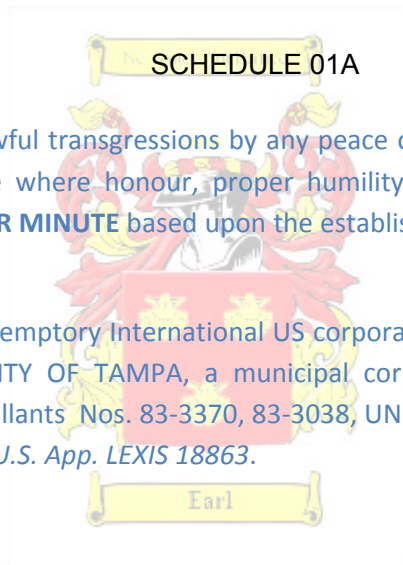 SCHEDULE 01A
wful transgressions by any peace o
e where honour, proper humility
R MINUTE based upon the establis
emptory International US corpora
ITY OF TAMPA, a municipal cor
llants Nos. 83-3370, 83-3038, UN
U.S. App. LEXIS 18863.
Earl